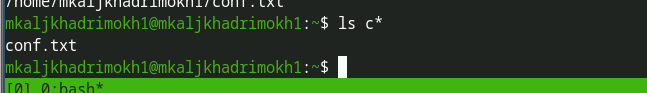 /home/mkaljkhadrimokh1/conf.txt
mkaljkhadrimokh1@mkaljkhadrimokh1:~$ ls c*
conf.txt
mkaljkhadrimokh1@mkaljkhadrimokh1:~$
[0] 0:bash*